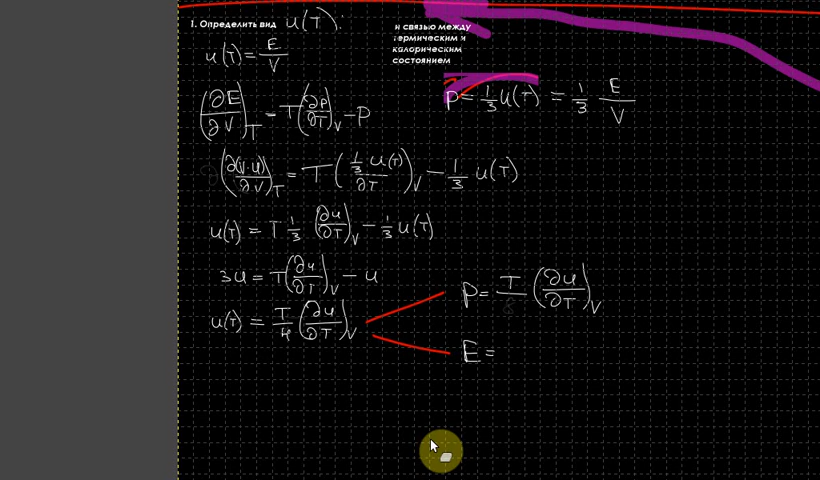 1. Определить вид u(T):
и связью между
термическим и
калорическим
состоянием
u(T) = E/V
(∂E/∂V)_T = T(∂p/∂T)_V - P
p = 1/3 u(T) = 1/3 E/V
(∂(V·u)/∂V)_T = T(1/3 u(T)/∂T)_V - 1/3 u(T)
u(T) = T 1/3 (∂u/∂T)_V - 1/3 u(T)
3u = T(∂u/∂T)_V - u
u(T) = T/4 (∂u/∂T)_V
P = T/ (∂u/∂T)_V
E =